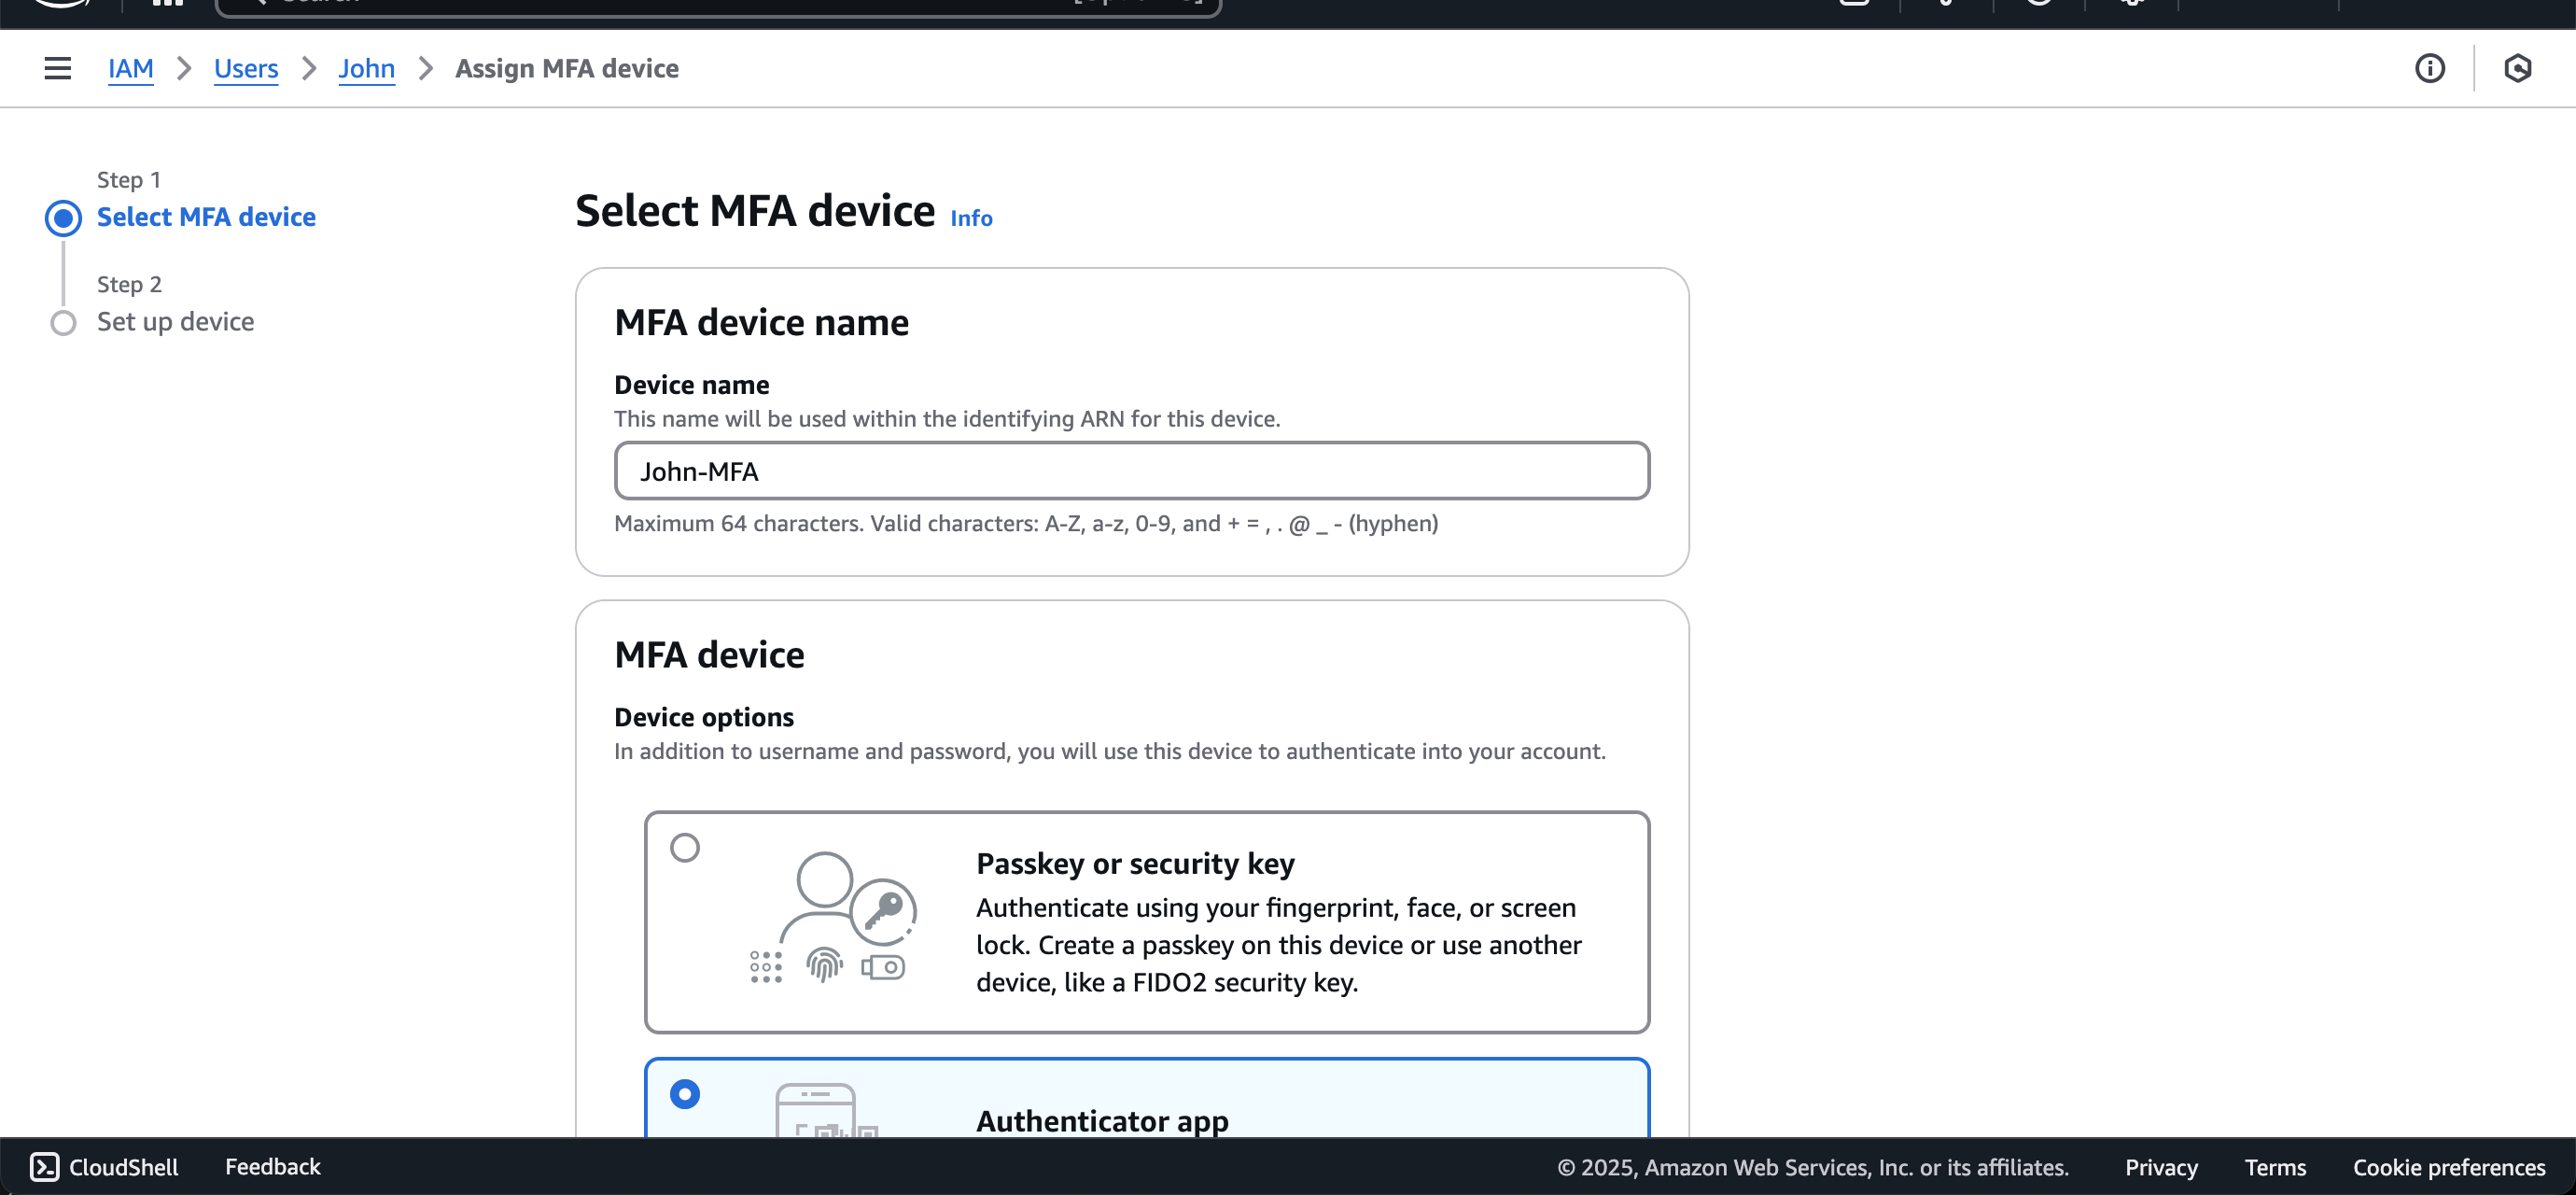 IAM > Users > John > Assign MFA device
Step 1
Select MFA device
Step 2
Set up device
Select MFA device Info
MFA device name
Device name
This name will be used within the identifying ARN for this device.
John-MFA
Maximum 64 characters. Valid characters: A-Z, a-z, 0-9, and + = , . @ _ - (hyphen)
MFA device
Device options
In addition to username and password, you will use this device to authenticate into your account.
Passkey or security key
Authenticate using your fingerprint, face, or screen
lock. Create a passkey on this device or use another
device, like a FIDO2 security key.
Authenticator app
CloudShell Feedback © 2025, Amazon Web Services, Inc. or its affiliates. Privacy Terms Cookie preferences